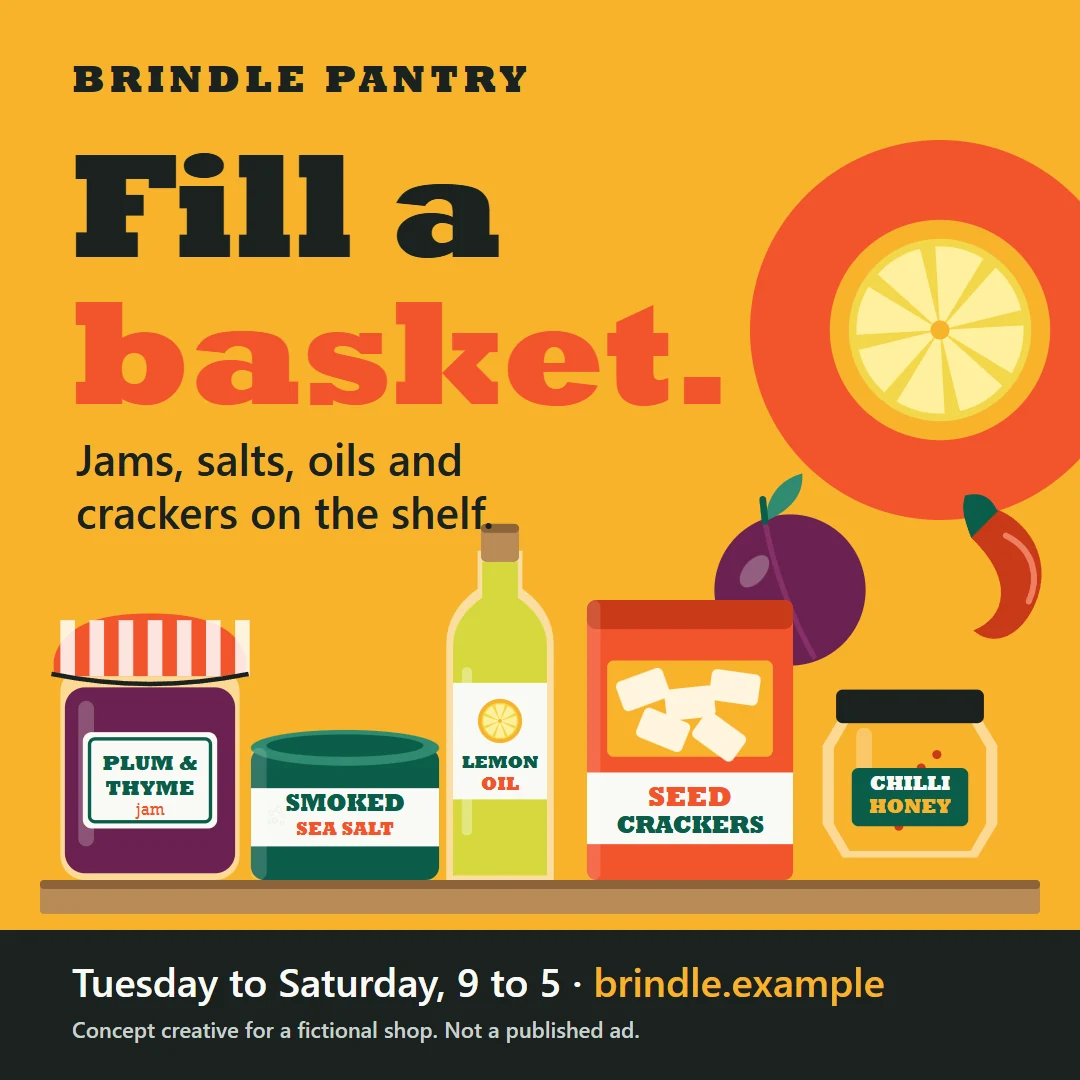 BRINDLE PANTRY
Fill a
basket.
Jams, salts, oils and
crackers on the shelf.
PLUM &
THYME
jam
SMOKED
SEA SALT
LEMON
OIL
SEED
CRACKERS
CHILLI
HONEY
Tuesday to Saturday, 9 to 5 · brindle.example
Concept creative for a fictional shop. Not a published ad.